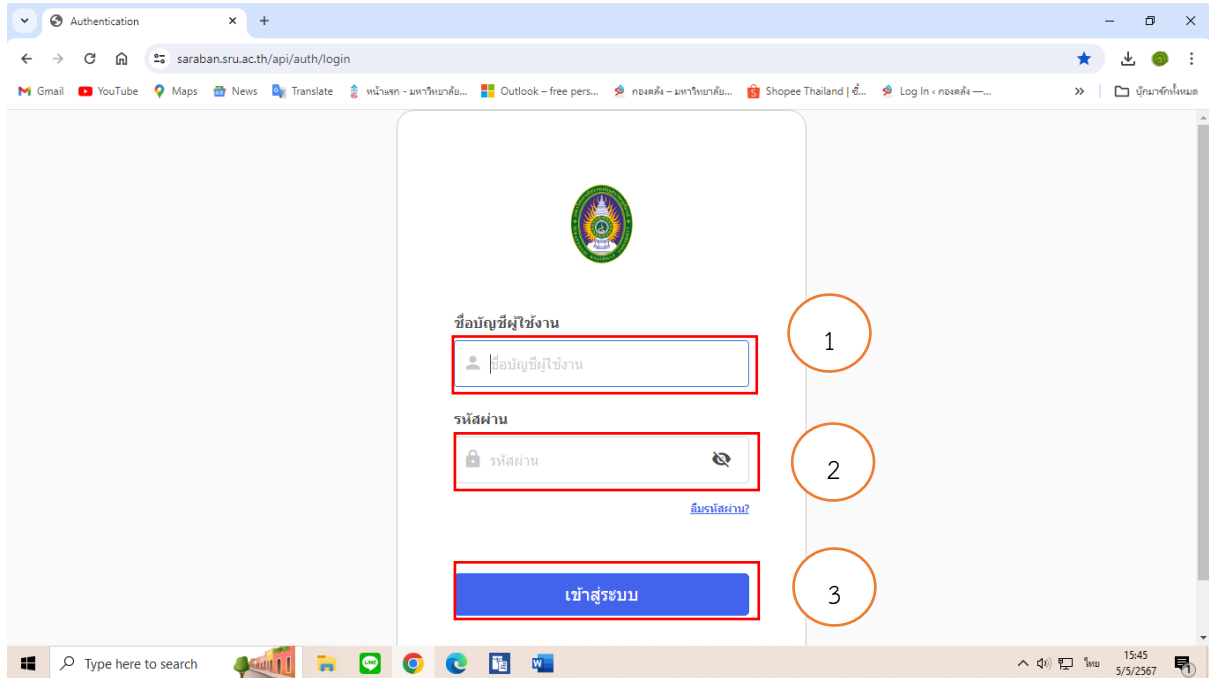 Authentication
saraban.sru.ac.th/api/auth/login
Gmail YouTube Maps News Translate หน้าแรก - มหาวิทยาลัย... Outlook – free pers... กองคลัง – มหาวิทยาลัย... Shopee Thailand | ซื้... Log In ‹ กองคลัง —... » บุ๊กมาร์กทั้งหมด
ชื่อบัญชีผู้ใช้งาน
1
ชื่อบัญชีผู้ใช้งาน
รหัสผ่าน
รหัสผ่าน
2
ลืมรหัสผ่าน?
เข้าสู่ระบบ
3
Type here to search
LINE
ไทย
15:45
5/5/2567
1